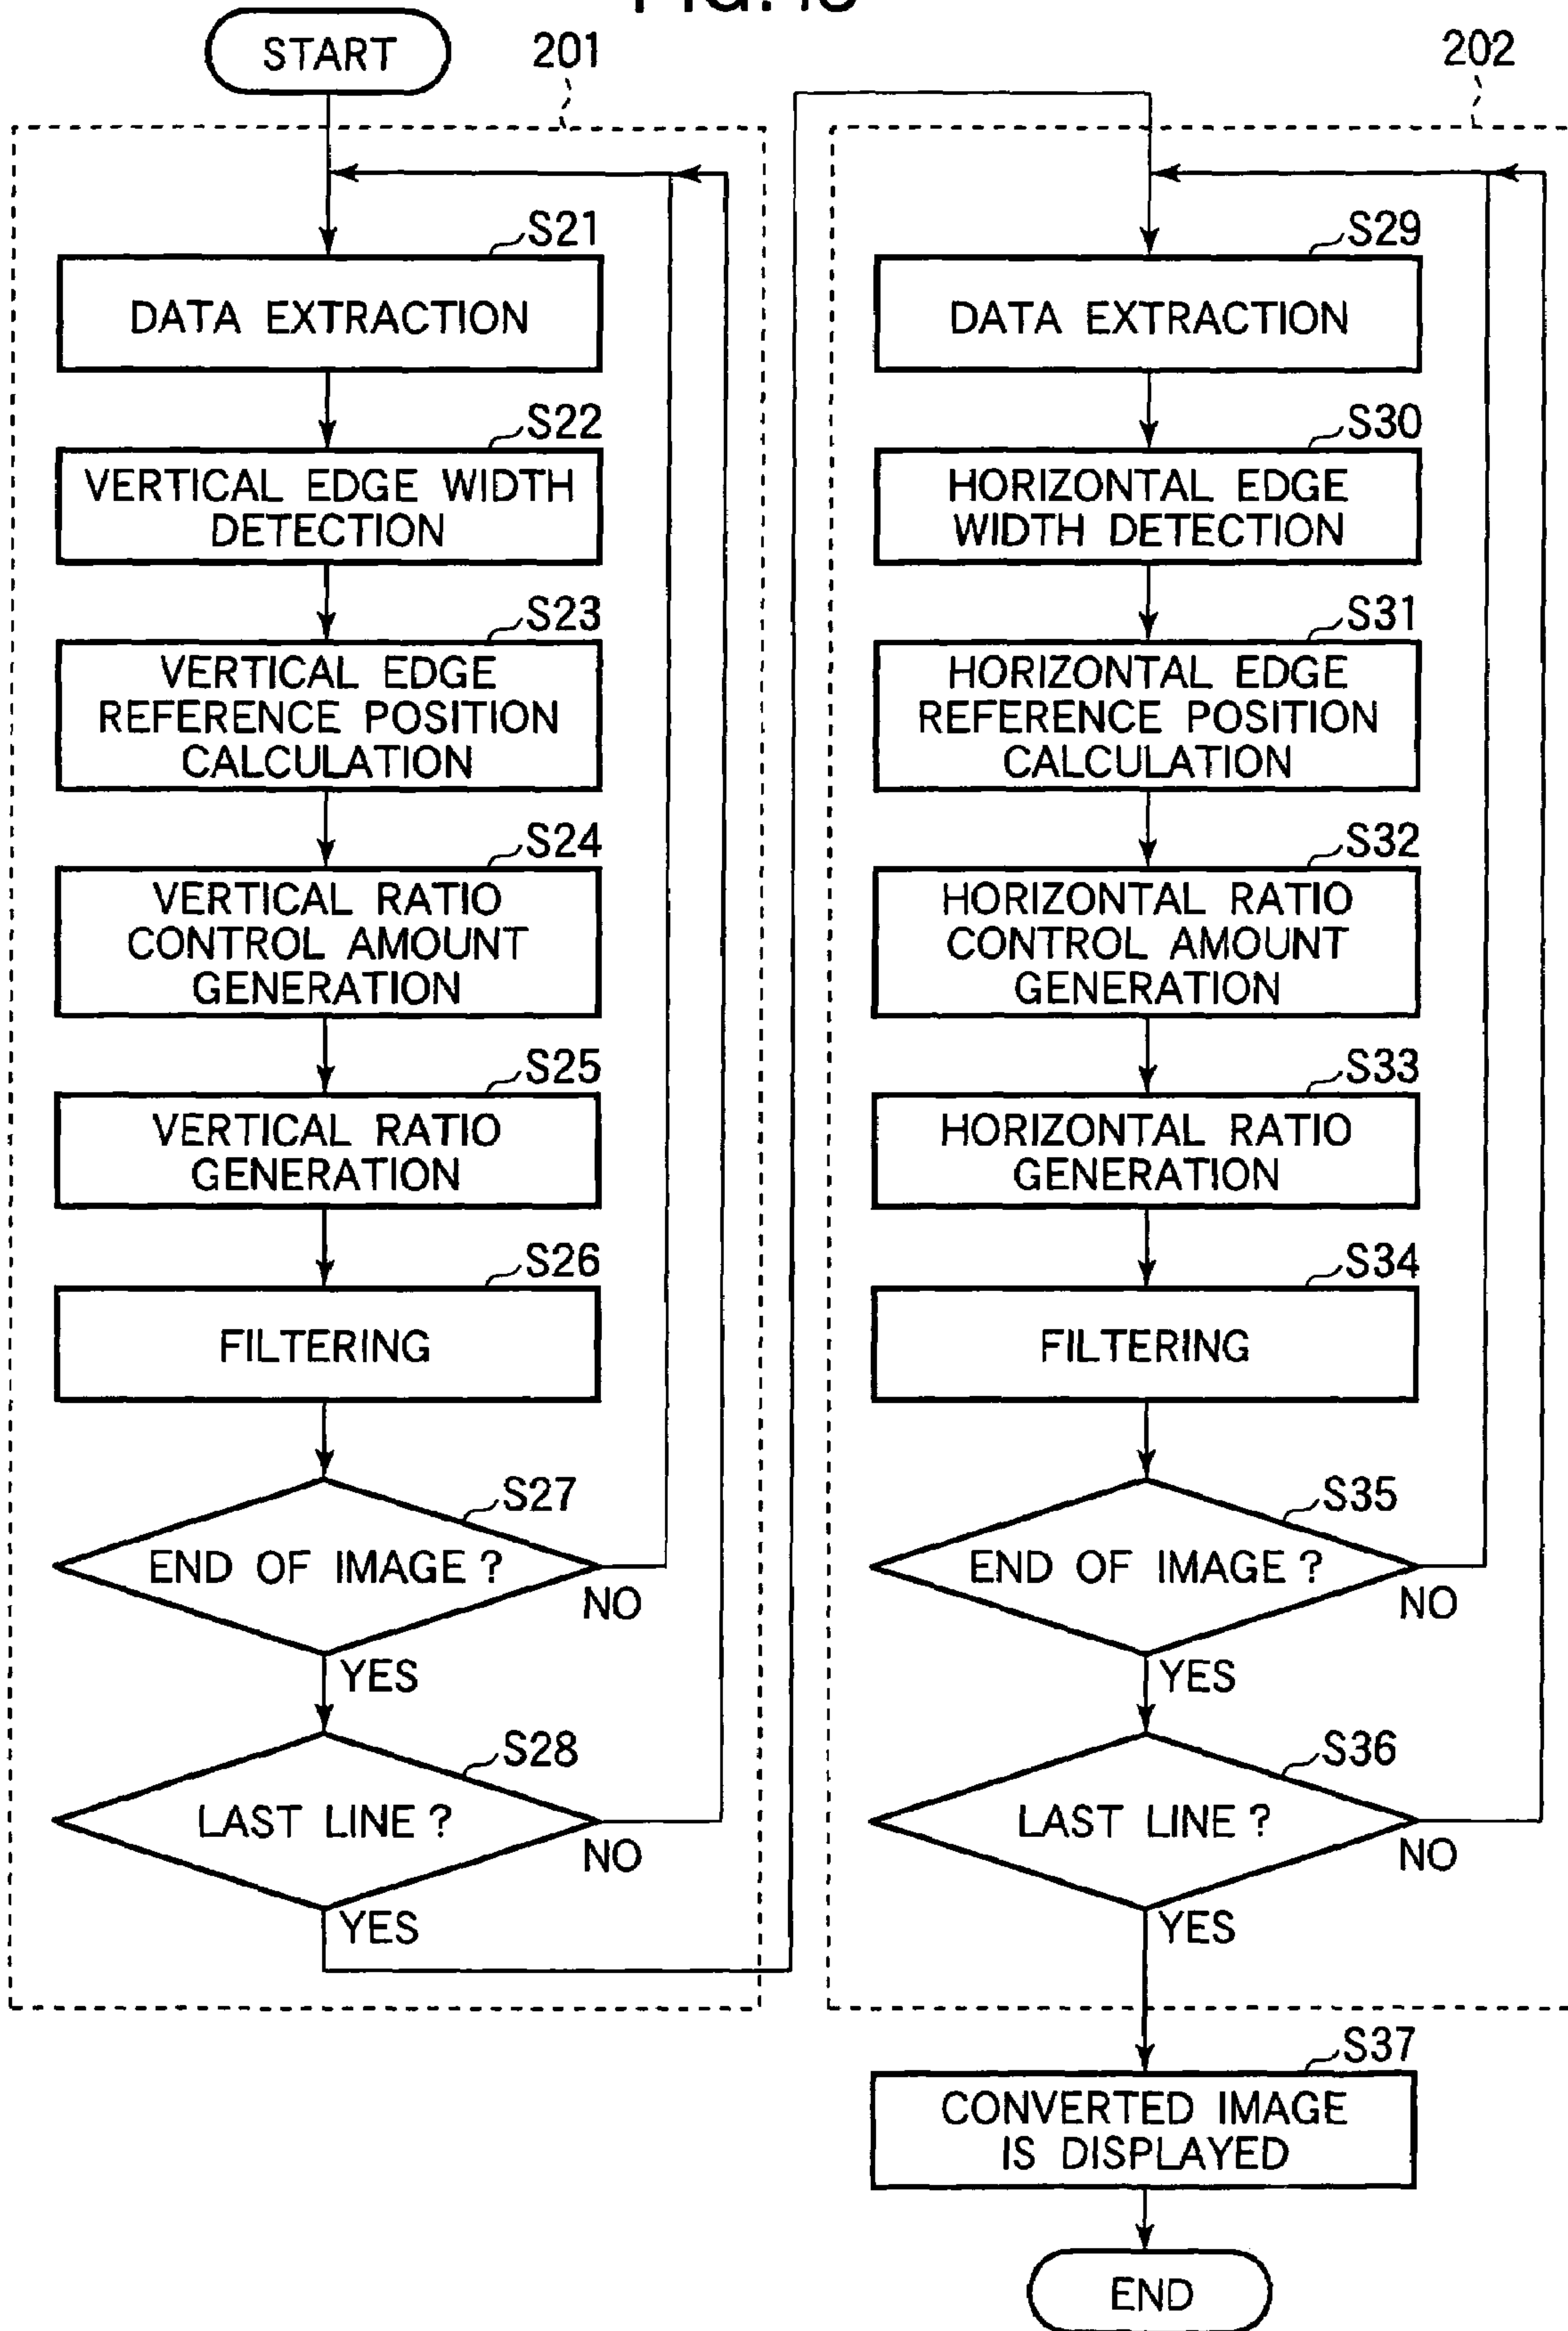 START
201
S21
DATA EXTRACTION
S22
VERTICAL EDGE WIDTH
DETECTION
S23
VERTICAL EDGE
REFERENCE POSITION
CALCULATION
S24
VERTICAL RATIO
CONTROL AMOUNT
GENERATION
S25
VERTICAL RATIO
GENERATION
S26
FILTERING
S27
END OF IMAGE?
NO
YES
S28
LAST LINE?
NO
YES
202
S29
DATA EXTRACTION
S30
HORIZONTAL EDGE
WIDTH DETECTION
S31
HORIZONTAL EDGE
REFERENCE POSITION
CALCULATION
S32
HORIZONTAL RATIO
CONTROL AMOUNT
GENERATION
S33
HORIZONTAL RATIO
GENERATION
S34
FILTERING
S35
END OF IMAGE?
NO
YES
S36
LAST LINE?
NO
YES
S37
CONVERTED IMAGE
IS DISPLAYED
END